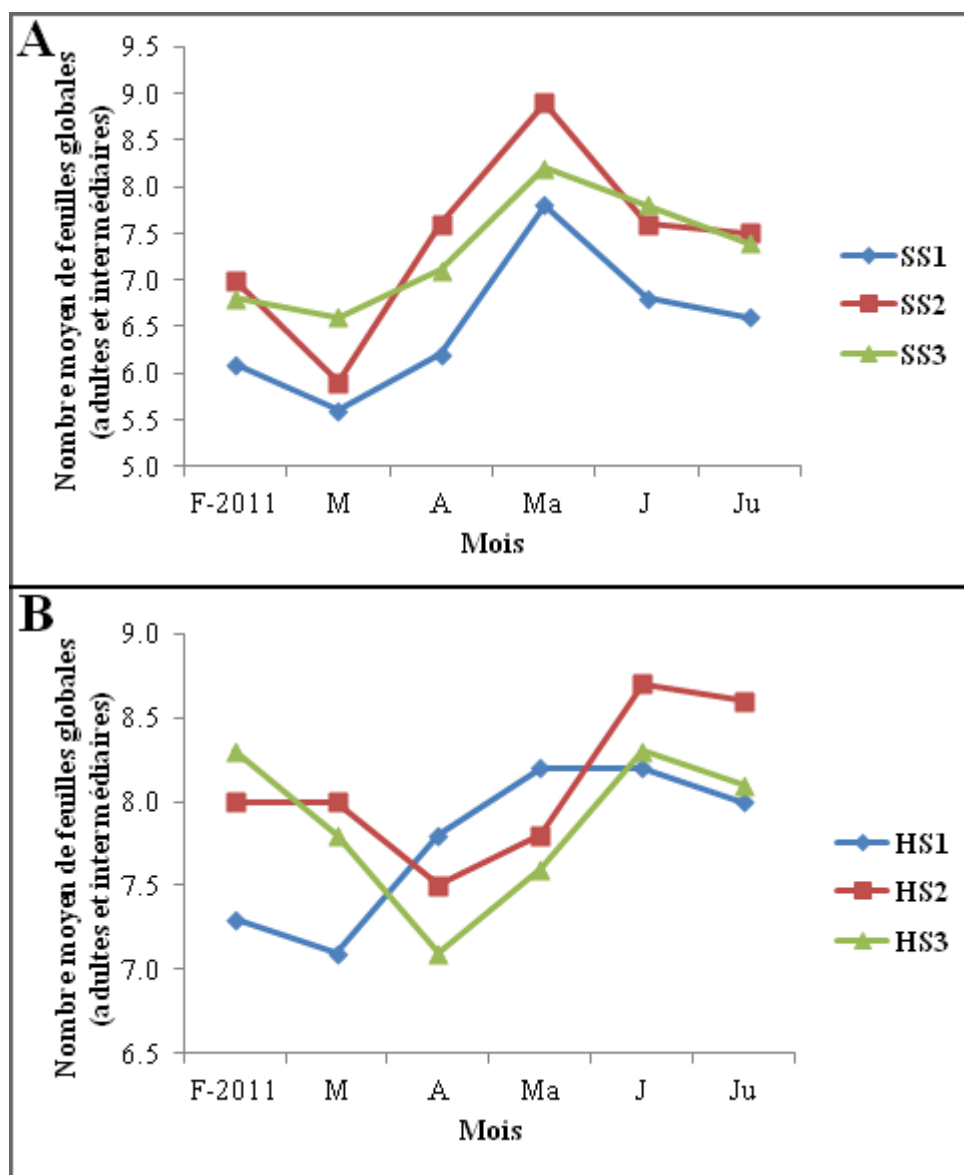 A
Nombre moyen de feuilles globales
(adultes et intermédiaires)
9.5
9.0
8.5
8.0
7.5
7.0
6.5
6.0
5.5
5.0
F-2011 M A Ma J Ju
Mois
SS1
SS2
SS3
B
Nombre moyen de feuilles globales
(adultes et intermédiaires)
9.0
8.5
8.0
7.5
7.0
6.5
F-2011 M A Ma J Ju
Mois
HS1
HS2
HS3